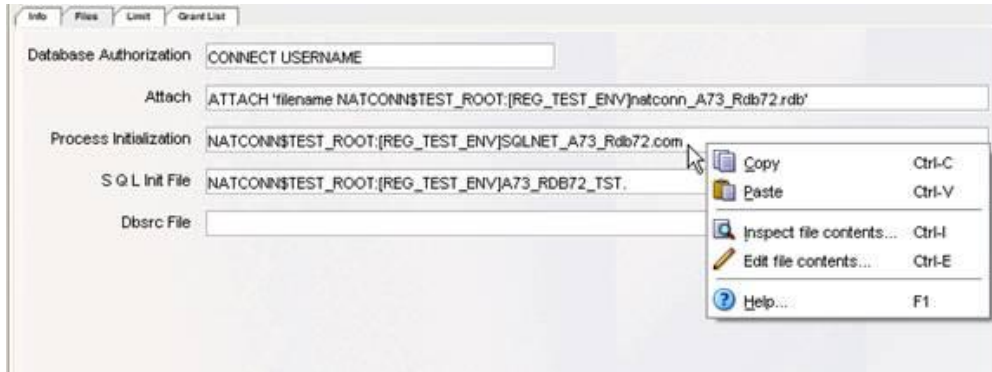 Info Files Limit Grant List
Database Authorization CONNECT USERNAME
Attach ATTACH 'filename NATCONN$TEST_ROOT:[REG_TEST_ENV]natconn_A73_Rdb72.rdb'
Process Initialization NATCONN$TEST_ROOT:[REG_TEST_ENV]SQLNET_A73_Rdb72.com
S Q L Init File NATCONN$TEST_ROOT:[REG_TEST_ENV]A73_RDB72_TST.
Dbsrc File
Copy Ctrl-C
Paste Ctrl-V
Inspect file contents... Ctrl-I
Edit file contents... Ctrl-E
Help... F1